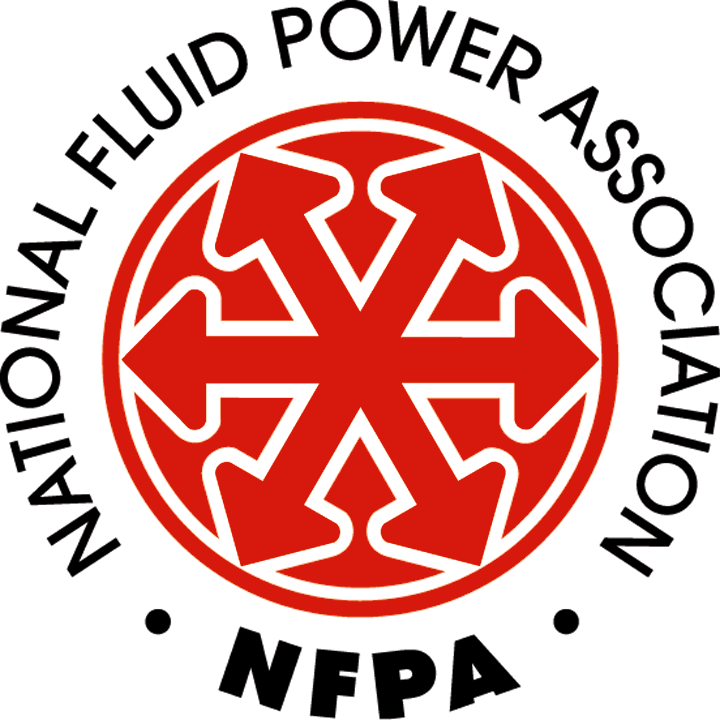 NATIONAL FLUID POWER ASSOCIATION
• NFPA •